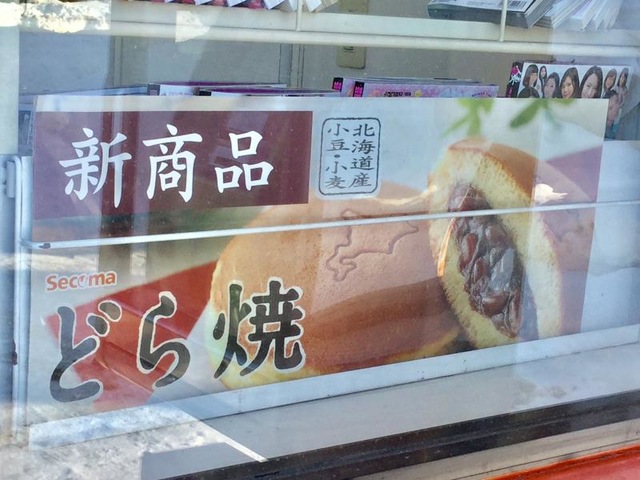 新商品
北海道産
小豆・小麦
Secoma
どら焼